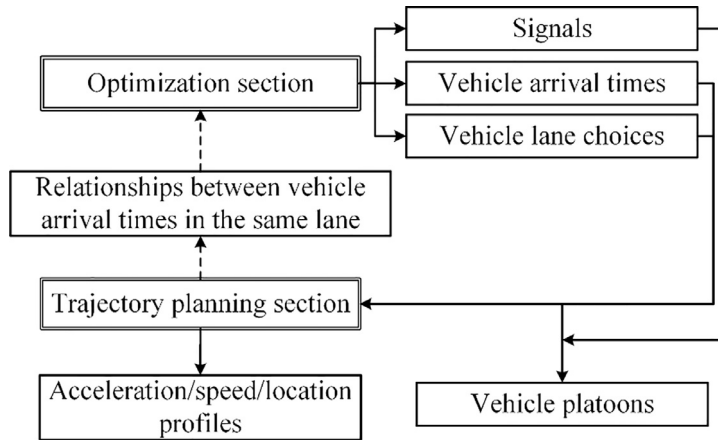 Signals
Optimization section
Vehicle arrival times
Vehicle lane choices
Relationships between vehicle
arrival times in the same lane
Trajectory planning section
Acceleration/speed/location
profiles
Vehicle platoons